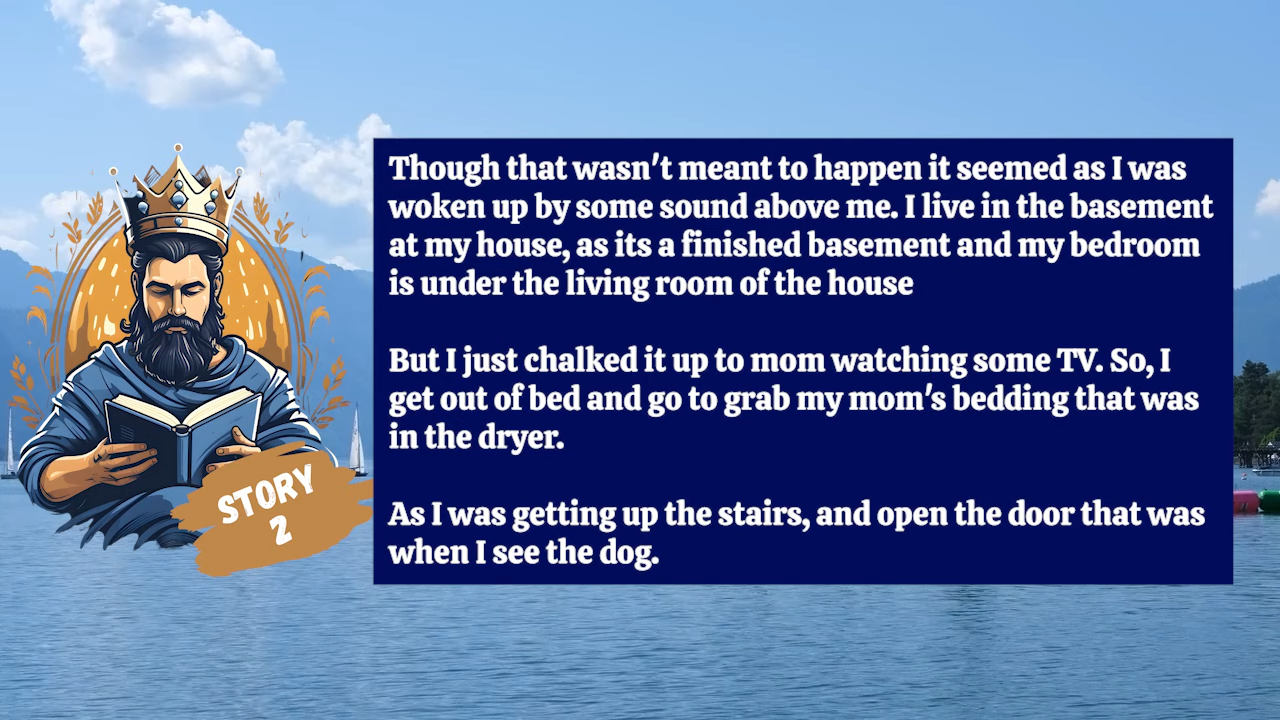 Though that wasn't meant to happen it seemed as I was
woken up by some sound above me. I live in the basement
at my house, as its a finished basement and my bedroom
is under the living room of the house
But I just chalked it up to mom watching some TV. So, I
get out of bed and go to grab my mom's bedding that was
in the dryer.
As I was getting up the stairs, and open the door that was
when I see the dog.
STORY
2